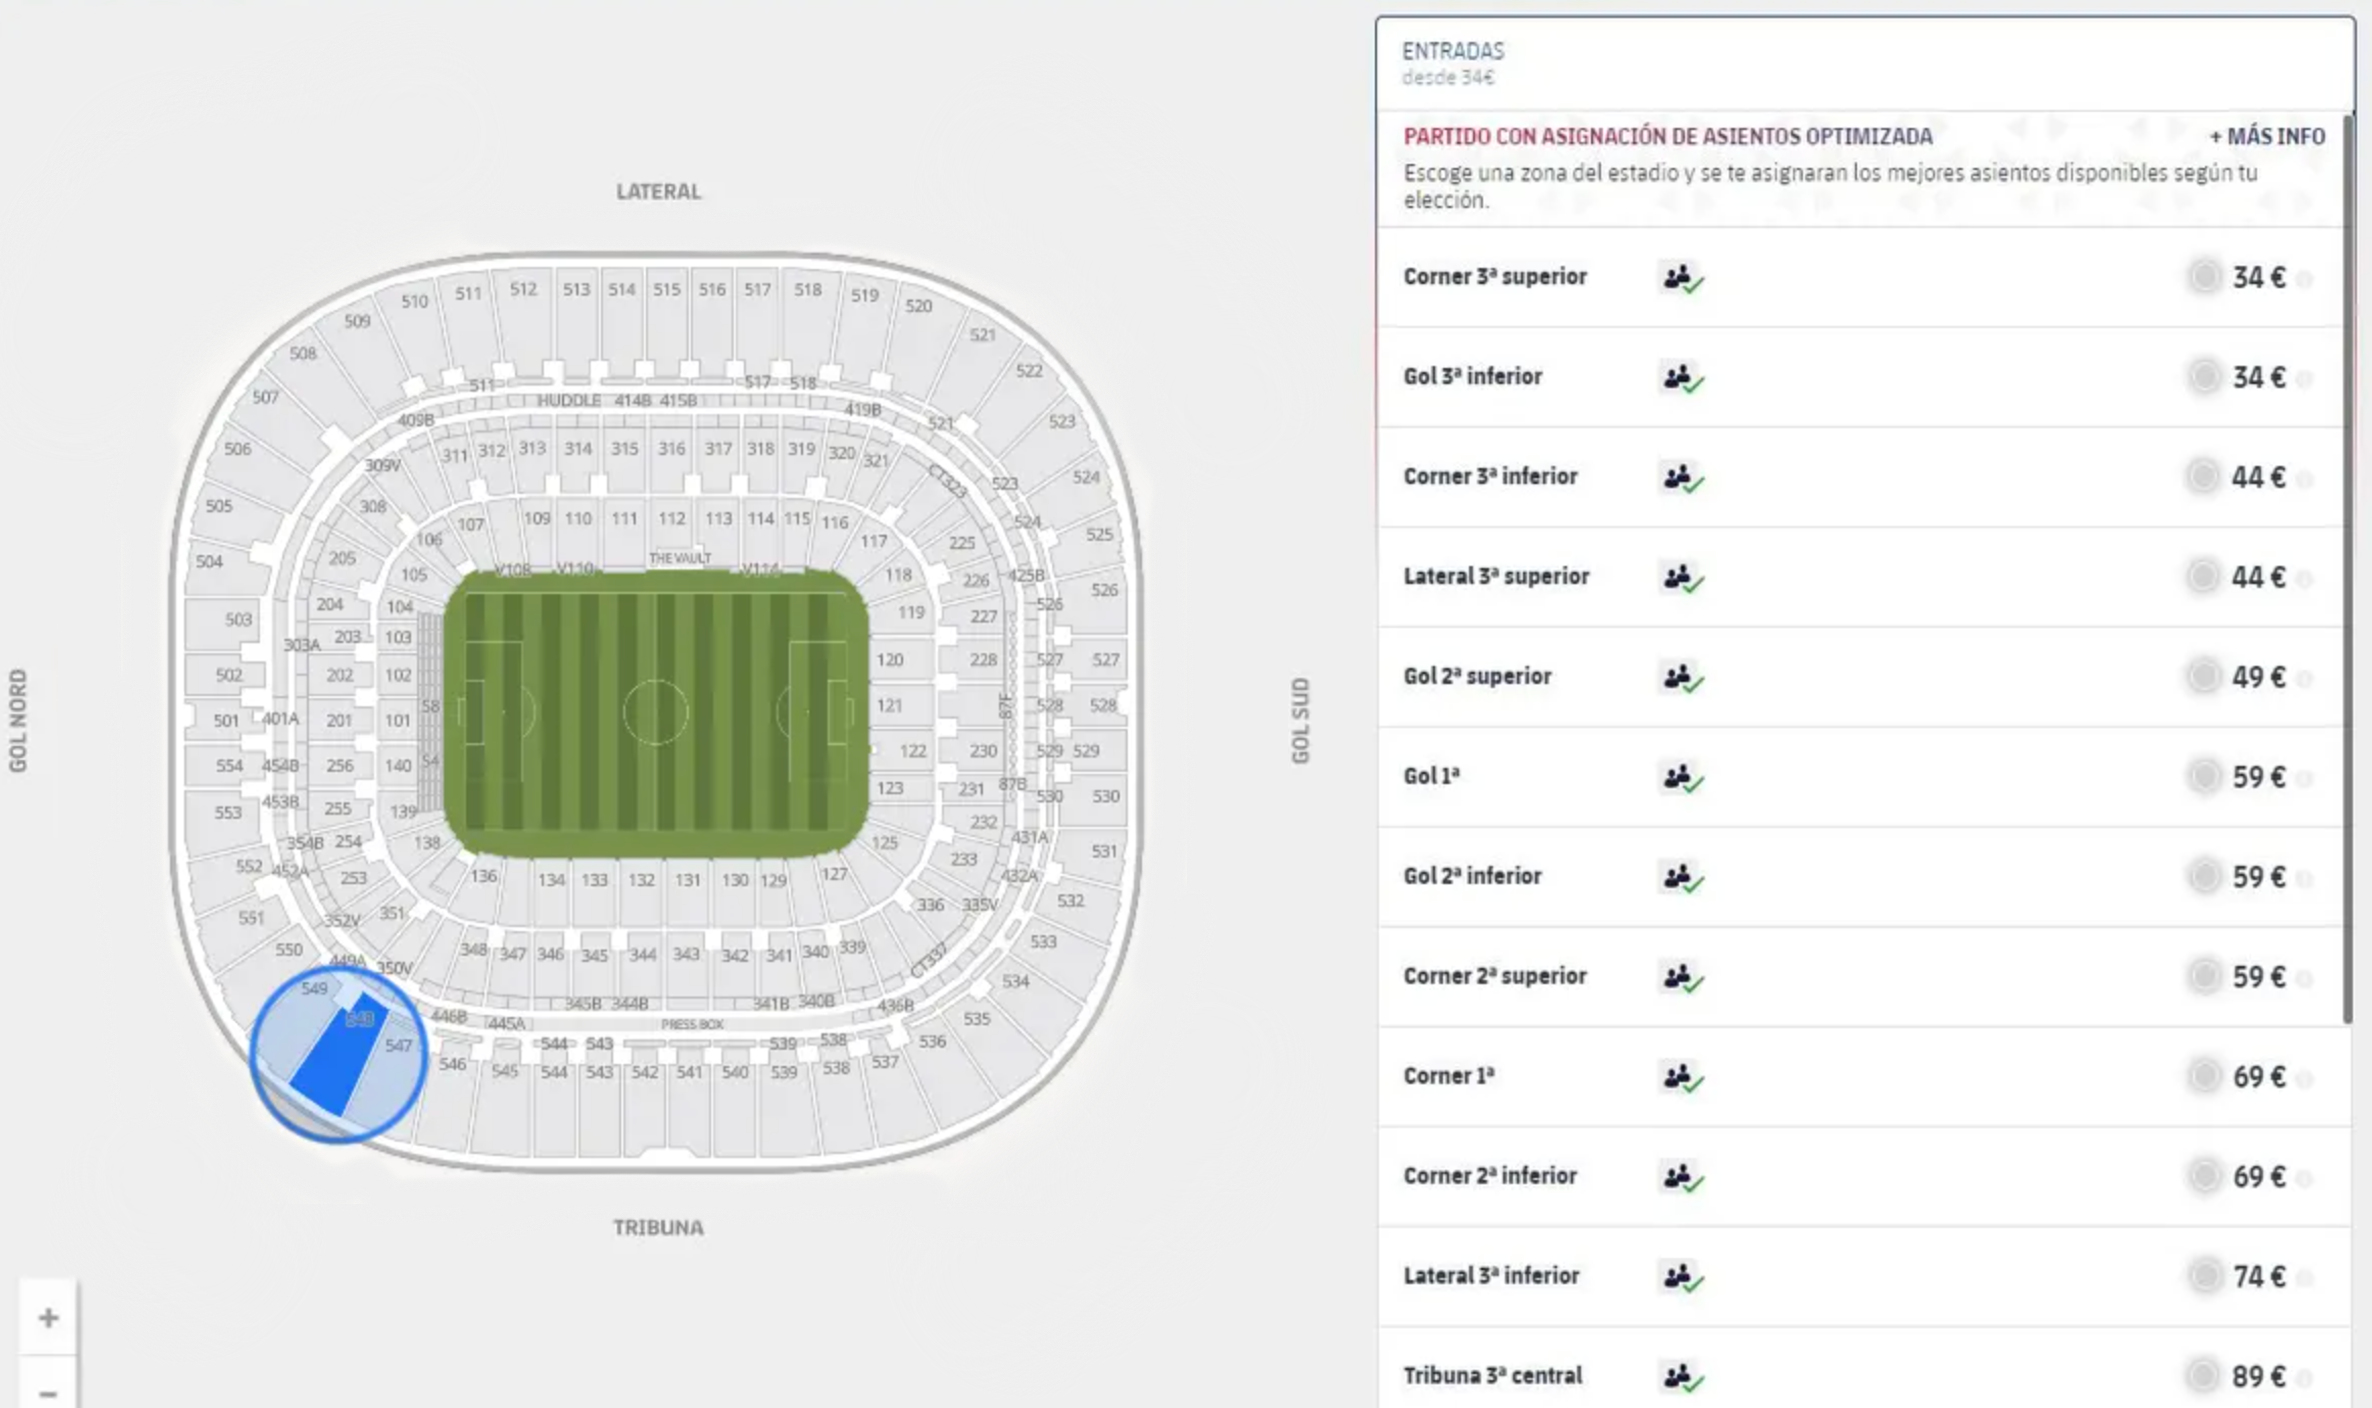 ENTRADAS
desde 34€
PARTIDO CON ASIGNACIÓN DE ASIENTOS OPTIMIZADA + MÁS INFO
Escoge una zona del estadio y se te asignaran los mejores asientos disponibles según tu
elección.
Corner 3ª superior 34 €
Gol 3ª inferior 34 €
Corner 3ª inferior 44 €
Lateral 3ª superior 44 €
Gol 2ª superior 49 €
Gol 1ª 59 €
Gol 2ª inferior 59 €
Corner 2ª superior 59 €
Corner 1ª 69 €
Corner 2ª inferior 69 €
Lateral 3ª inferior 74 €
Tribuna 3ª central 89 €
LATERAL
GOL NORD
GOL SUD
TRIBUNA
510 511 512 513 514 515 516 517 518 519 520
509 521
508 522
507 523
506 524
505 525
504 526
503 527
502 528
501 529
554 530
553 531
552 532
551 533
550 534
549 535
548 536
547 537
546 545 544 543 542 541 540 539 538
511 517 518
521
523
524
526
527
528
529
530
544 543 539 538
HUDDLE 414B 415B
409B 419B
425B
303A
401A
454B
453B
354B
452A
352V
449A
350V
446B 445A
345B 344B 341B 340B
PRESS BOX
436B
431A
432A
335V
CT337
CT323
87F
87B
309V
308
311 312 313 314 315 316 317 318 319 320 321
205 225
204 226
203 227
202 228
201 230
256 231
255 232
254 233
253 336
351
348 347 346 345 344 343 342 341 340 339
107 109 110 111 112 113 114 115 116
106 117
105 118
104 119
103 120
102 121
101 122
140 123
139 125
138
136 134 133 132 131 130 129 127
V108 V110 THE VAULT V114
58
54
+
−